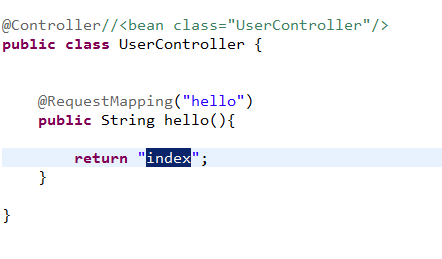 @Controller//<bean class="UserController"/>
public class UserController {
@RequestMapping("hello")
public String hello(){
return "index";
}
}